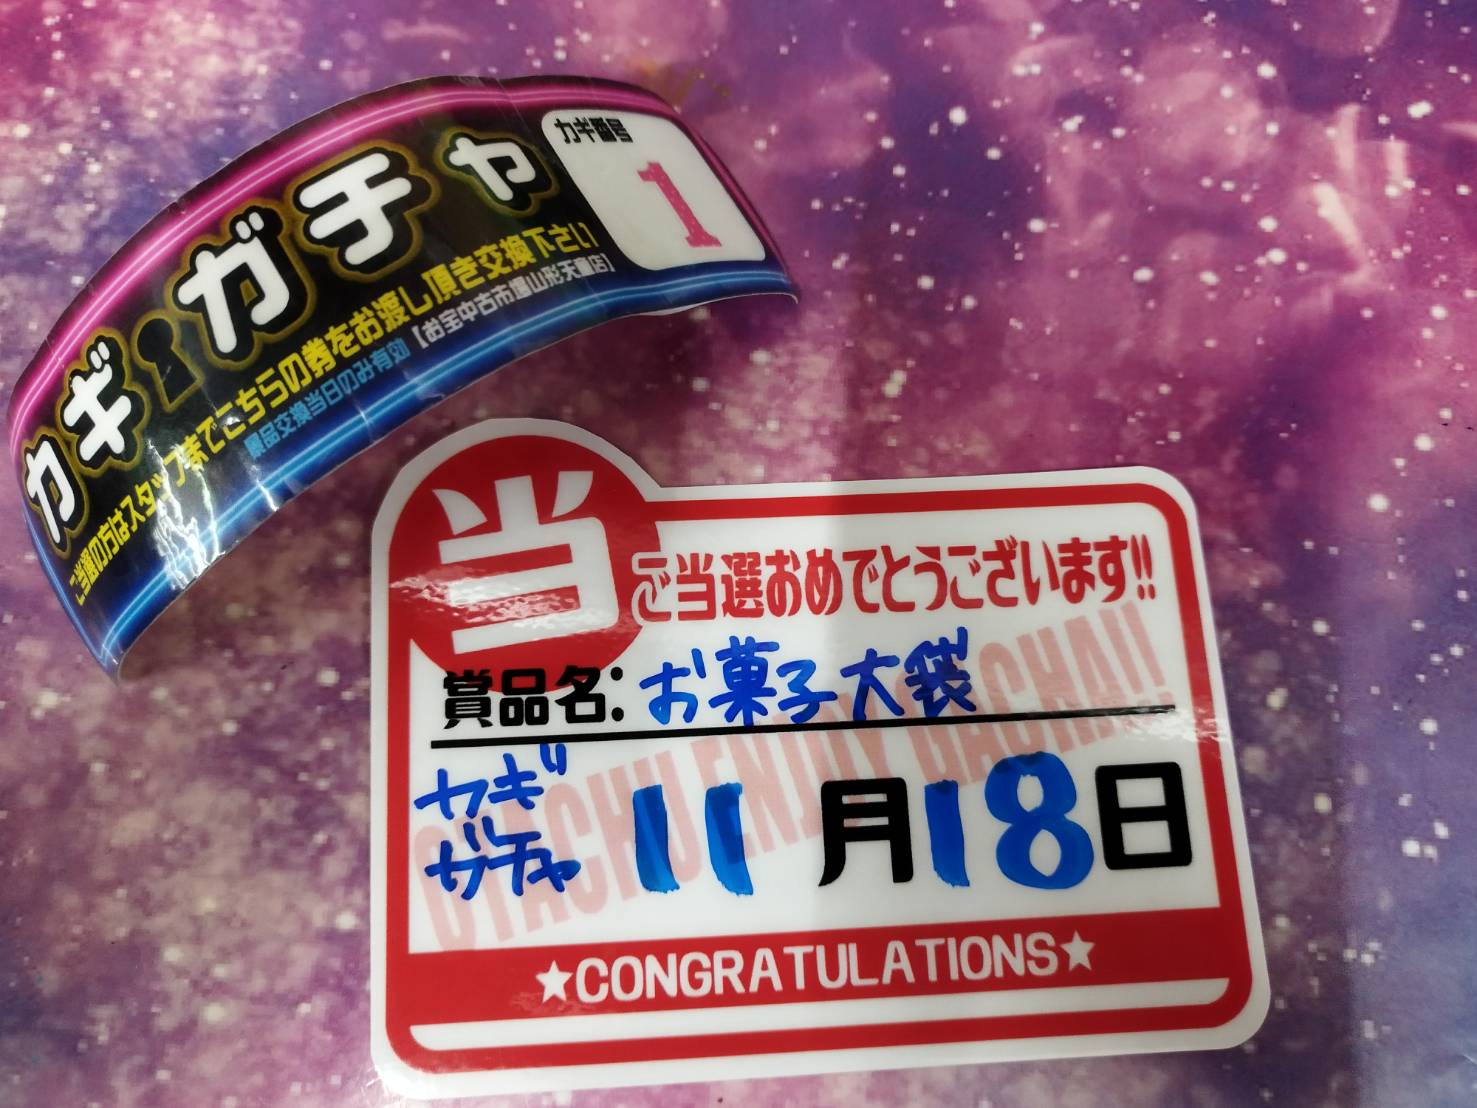 カギガチャ
カギ番号
1
ご当選の方はスタッフまでこちらの券をお渡し頂き交換下さい
景品交換当日のみ有効【お宝中古市場山形天童店】
当
ご当選おめでとうございます!!
賞品名:お菓子大袋
カギ
ガチャ
11月18日
OTACHU ENJOY GACHA!!
★CONGRATULATIONS★